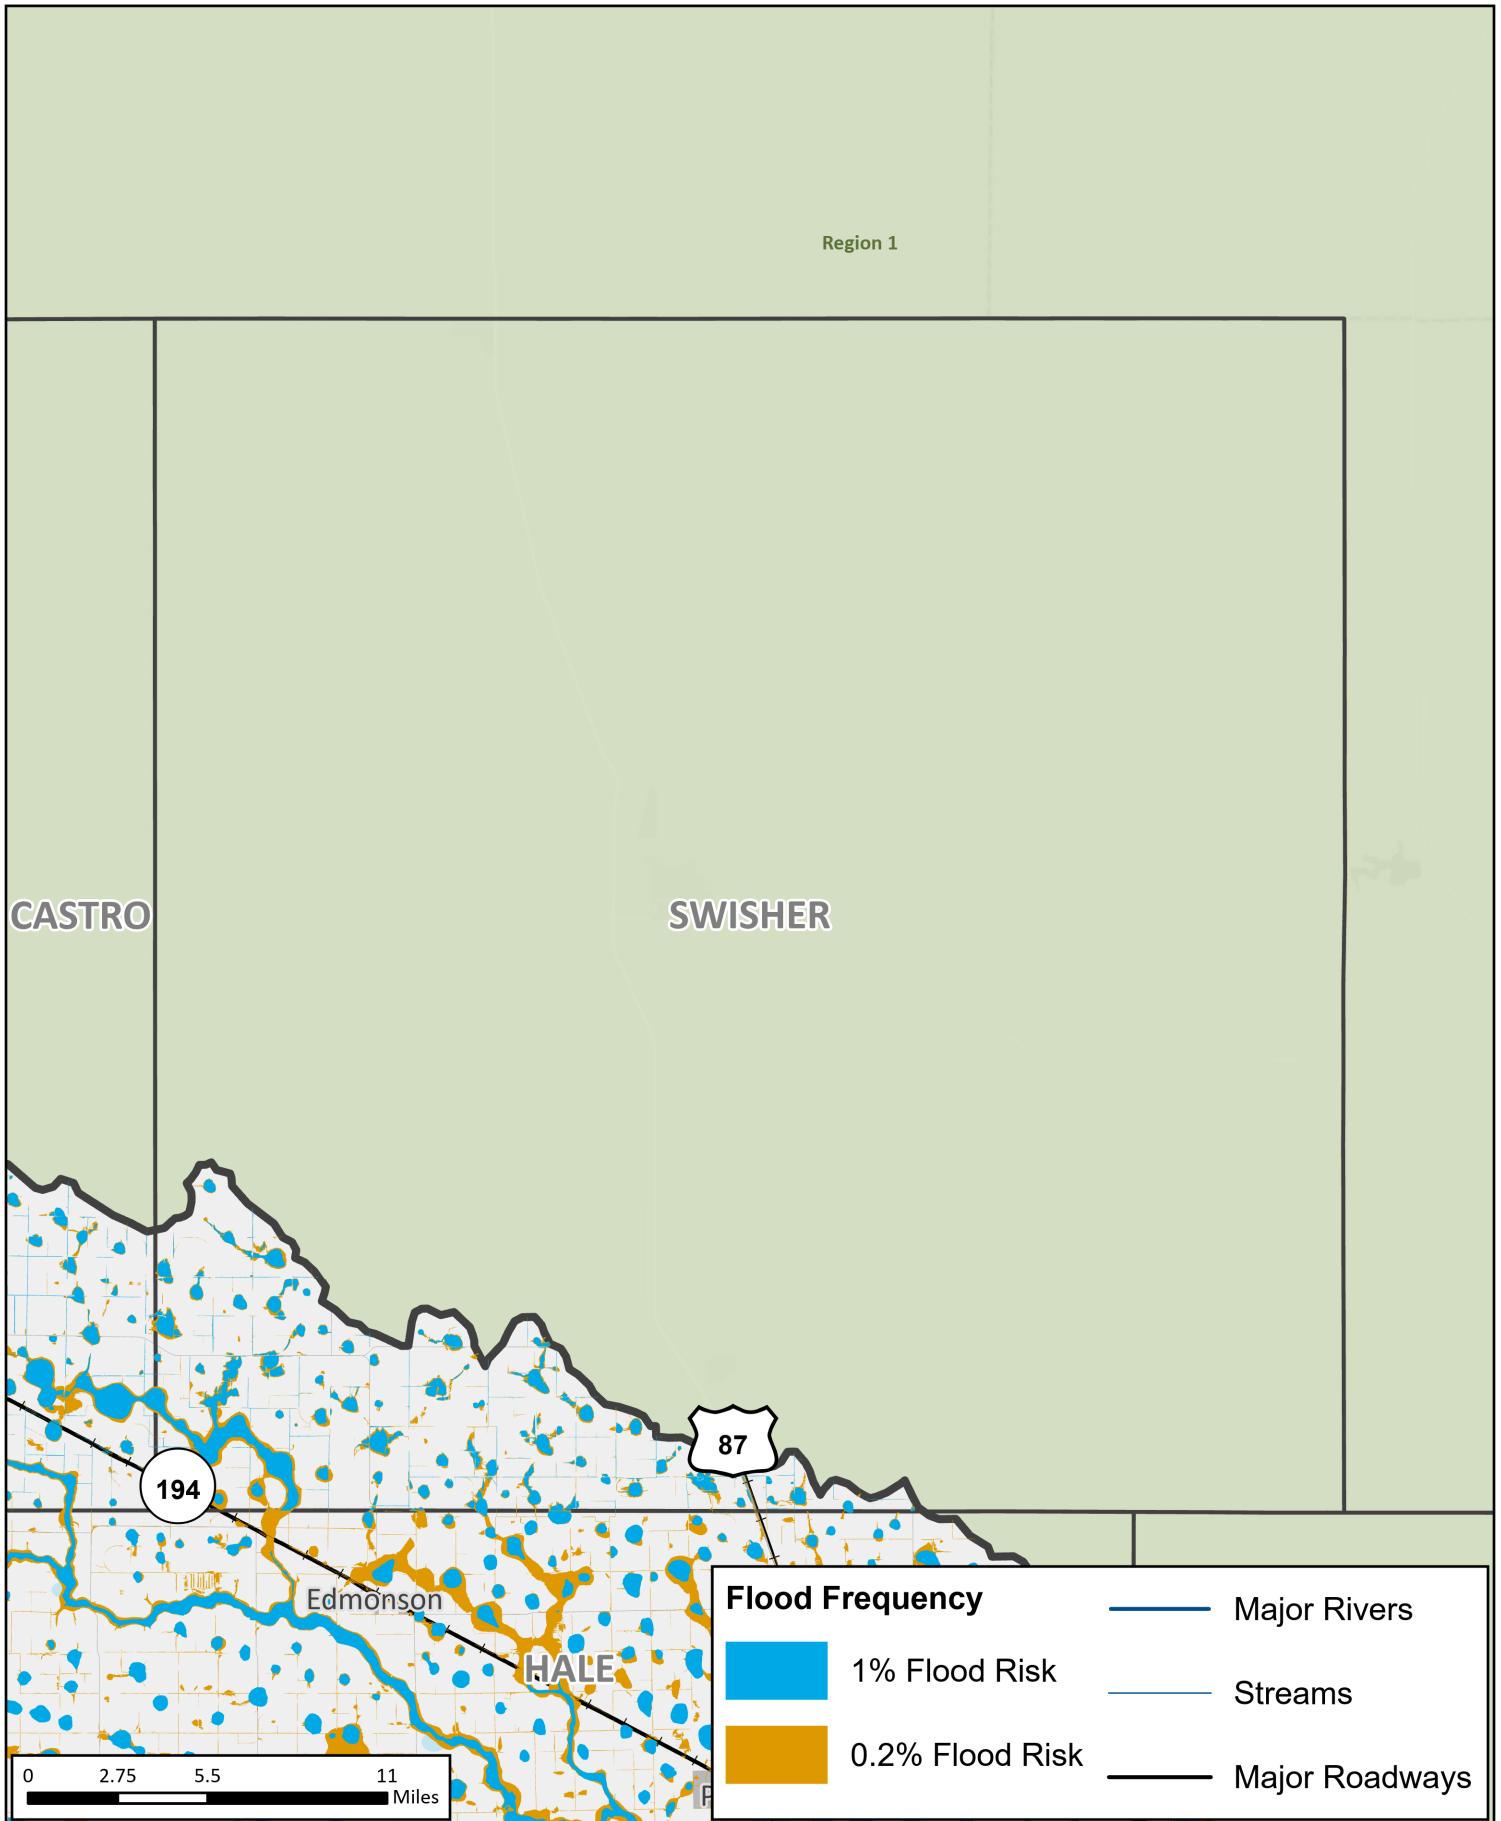 Region 1
CASTRO
SWISHER
87
194
Edmonson
HALE
Flood Frequency
1% Flood Risk
0.2% Flood Risk
Major Rivers
Streams
Major Roadways
0 2.75 5.5 11
Miles